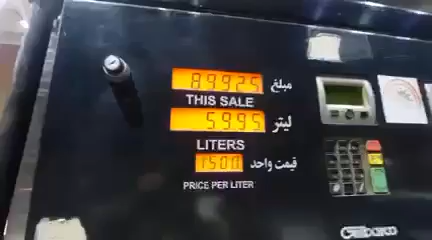 89925 مبلغ
THIS SALE
5995 لیتر
LITERS
1500 قیمت واحد
PRICE PER LITER
Gilbarco